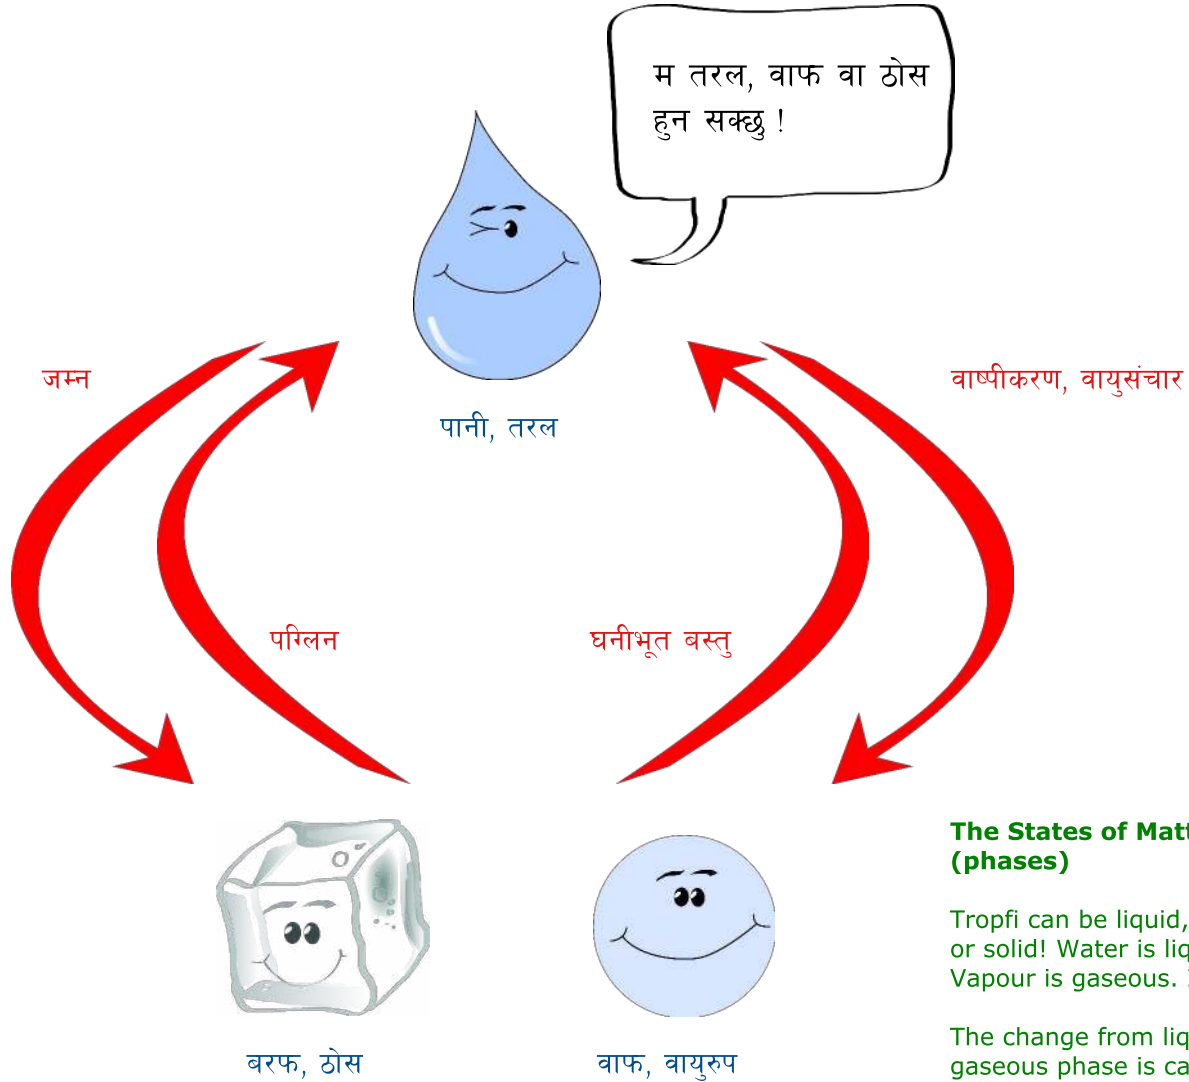 म तरल, वाफ वा ठोस
हुन सक्छु !
जम्न
वाष्पीकरण, वायुसंचार
पानी, तरल
पग्लिन
घनीभूत बस्तु
The States of Matt
(phases)
Tropfi can be liquid,
or solid! Water is liq
Vapour is gaseous.
The change from liq
gaseous phase is ca
बरफ, ठोस
वाफ, वायुरुप